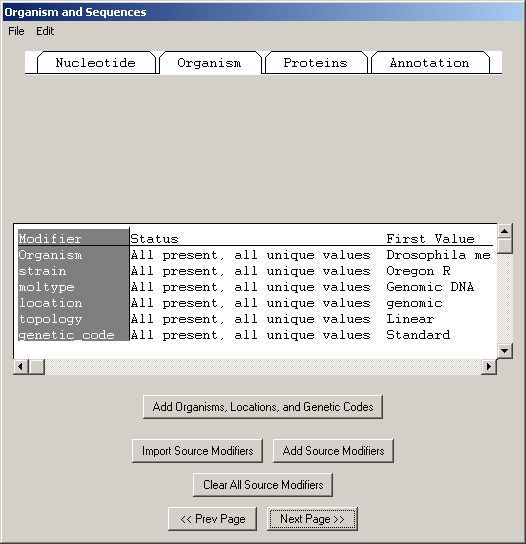 Organism and Sequences
File Edit
Nucleotide Organism Proteins Annotation
Modifier Status First Value
Organism All present, all unique values Drosophila me
strain All present, all unique values Oregon R
moltype All present, all unique values Genomic DNA
location All present, all unique values genomic
topology All present, all unique values Linear
genetic_code All present, all unique values Standard
Add Organisms, Locations, and Genetic Codes
Import Source Modifiers Add Source Modifiers
Clear All Source Modifiers
<< Prev Page Next Page >>